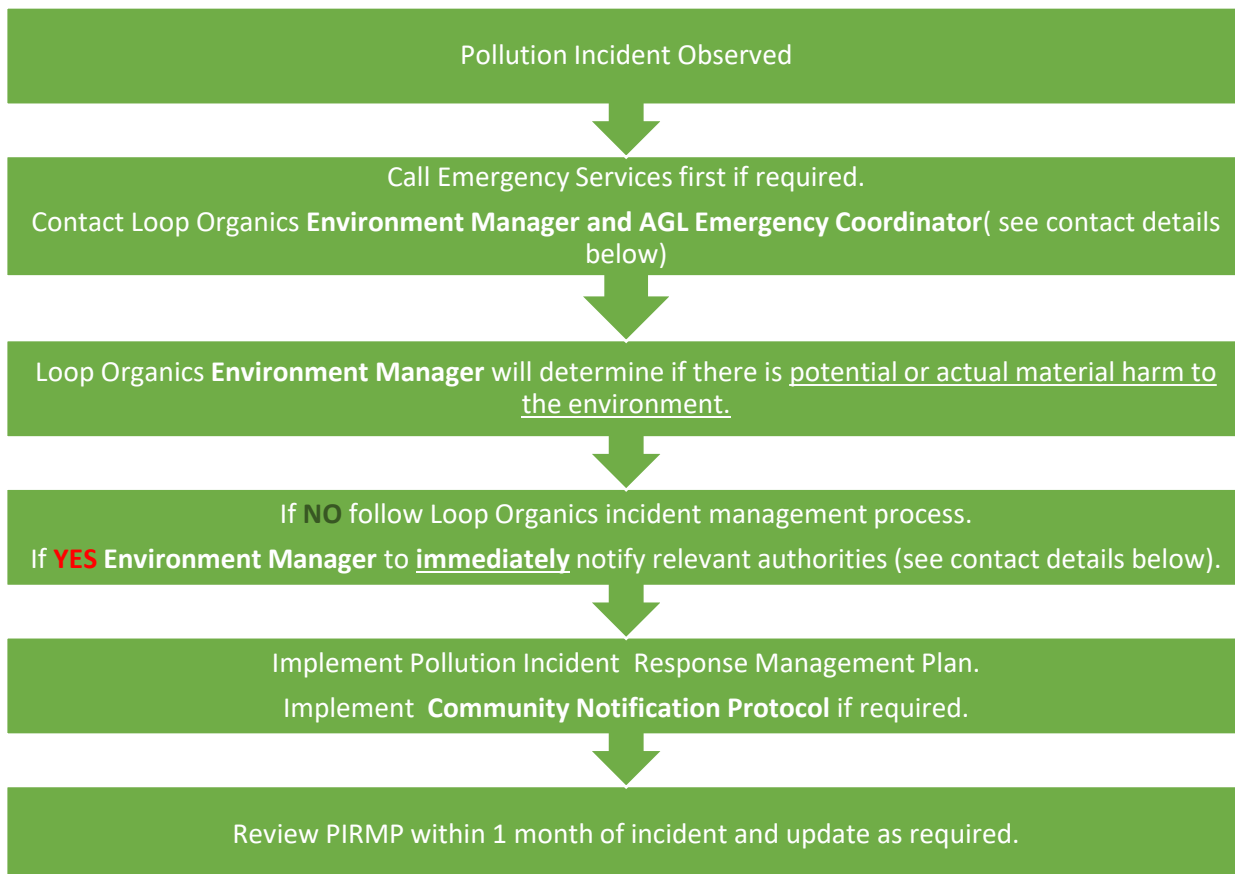 Pollution Incident Observed
Call Emergency Services first if required.
Contact Loop Organics Environment Manager and AGL Emergency Coordinator( see contact details
below)
Loop Organics Environment Manager will determine if there is potential or actual material harm to
the environment.
If NO follow Loop Organics incident management process.
If YES Environment Manager to immediately notify relevant authorities (see contact details below).
Implement Pollution Incident  Response Management Plan.
Implement  Community Notification Protocol if required.
Review PIRMP within 1 month of incident and update as required.